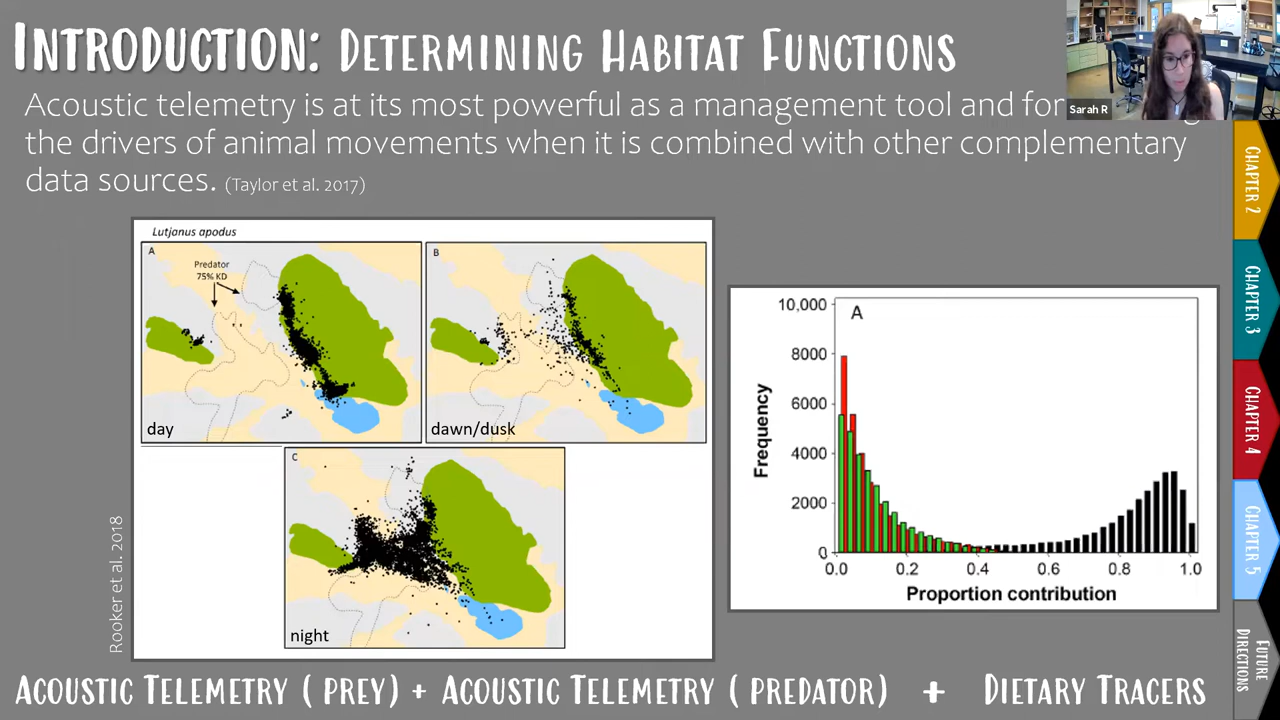 INTRODUCTION: DETERMINING HABITAT FUNCTIONS
Sarah R
Acoustic telemetry is at its most powerful as a management tool and for
the drivers of animal movements when it is combined with other complementary
data sources. (Taylor et al. 2017)
CHAPTER 2
CHAPTER 3
CHAPTER 4
CHAPTER 5
FUTURE
DIRECTIONS
Lutjanus apodus
A
Predator
75% KD
day
B
dawn/dusk
C
night
Rooker et al. 2018
A
Frequency
10,000
8000
6000
4000
2000
0
0.0 0.2 0.4 0.6 0.8 1.0
Proportion contribution
ACOUSTIC TELEMETRY ( PREY) + ACOUSTIC TELEMETRY ( PREDATOR) + DIETARY TRACERS